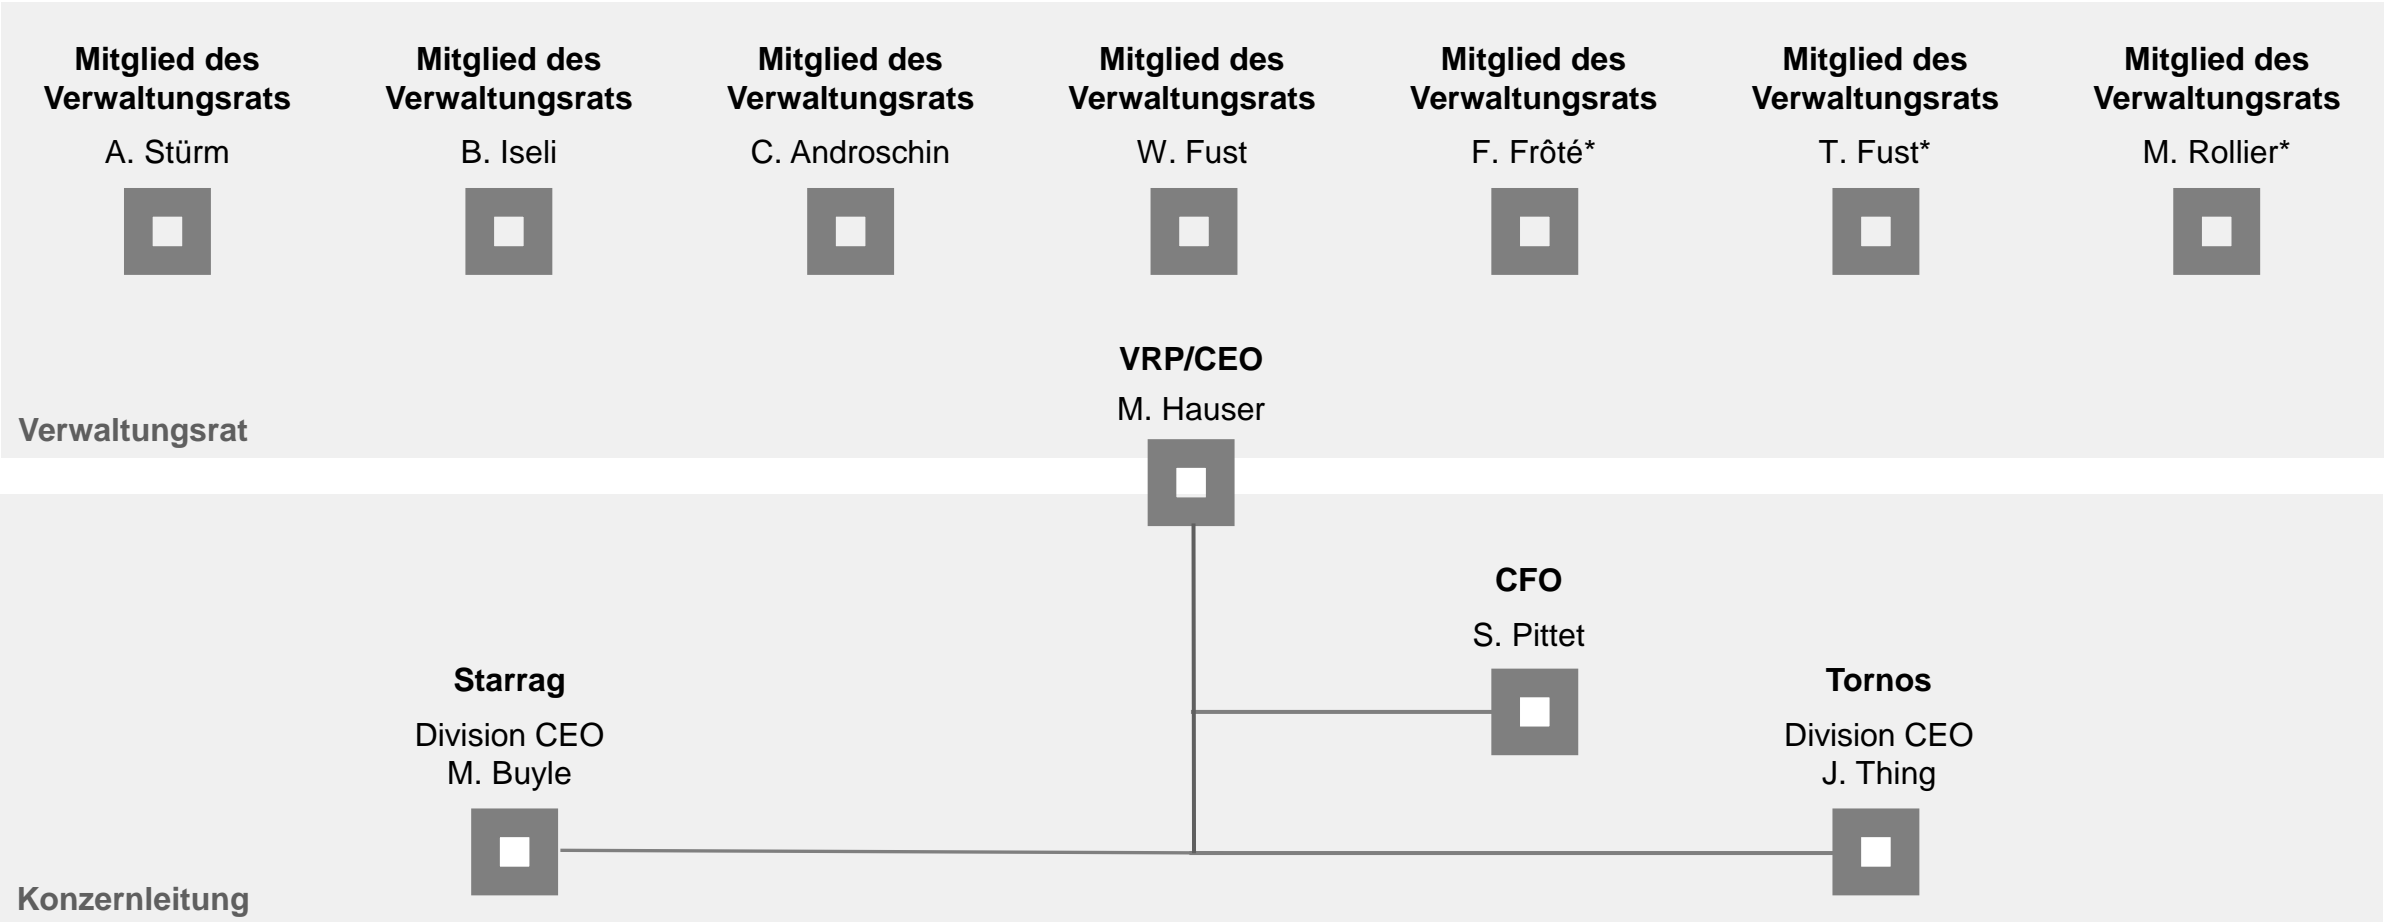 Mitglied des
Verwaltungsrats
A. Stürm
Mitglied des
Verwaltungsrats
B. Iseli
Mitglied des
Verwaltungsrats
C. Androschin
Mitglied des
Verwaltungsrats
W. Fust
Mitglied des
Verwaltungsrats
F. Frôté*
Mitglied des
Verwaltungsrats
T. Fust*
Mitglied des
Verwaltungsrats
M. Rollier*
VRP/CEO
M. Hauser
Verwaltungsrat
CFO
S. Pittet
Starrag
Division CEO
M. Buyle
Tornos
Division CEO
J. Thing
Konzernleitung